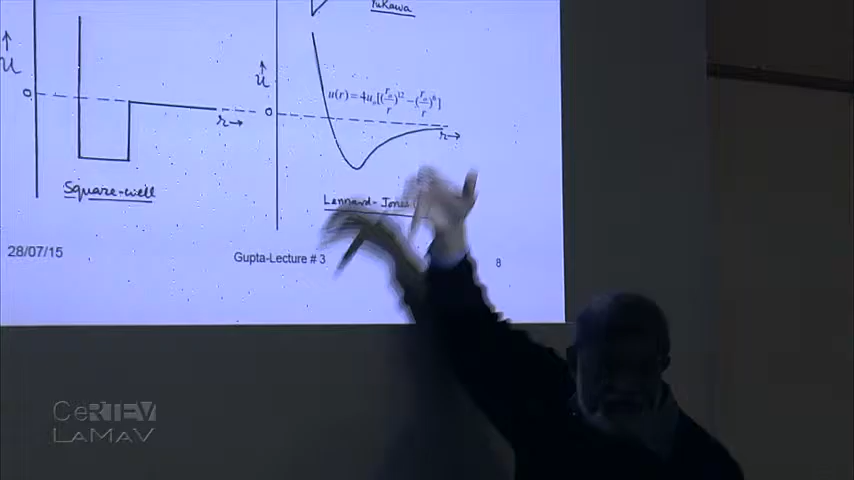 Yukawa
u
0
r→
Square-well
u
0
u(r) = 4u₀[(r₀/r)¹² − (r₀/r)⁶]
r→
Lennard-Jones
28/07/15
Gupta-Lecture # 3
8
CeRTEV
LaMaV